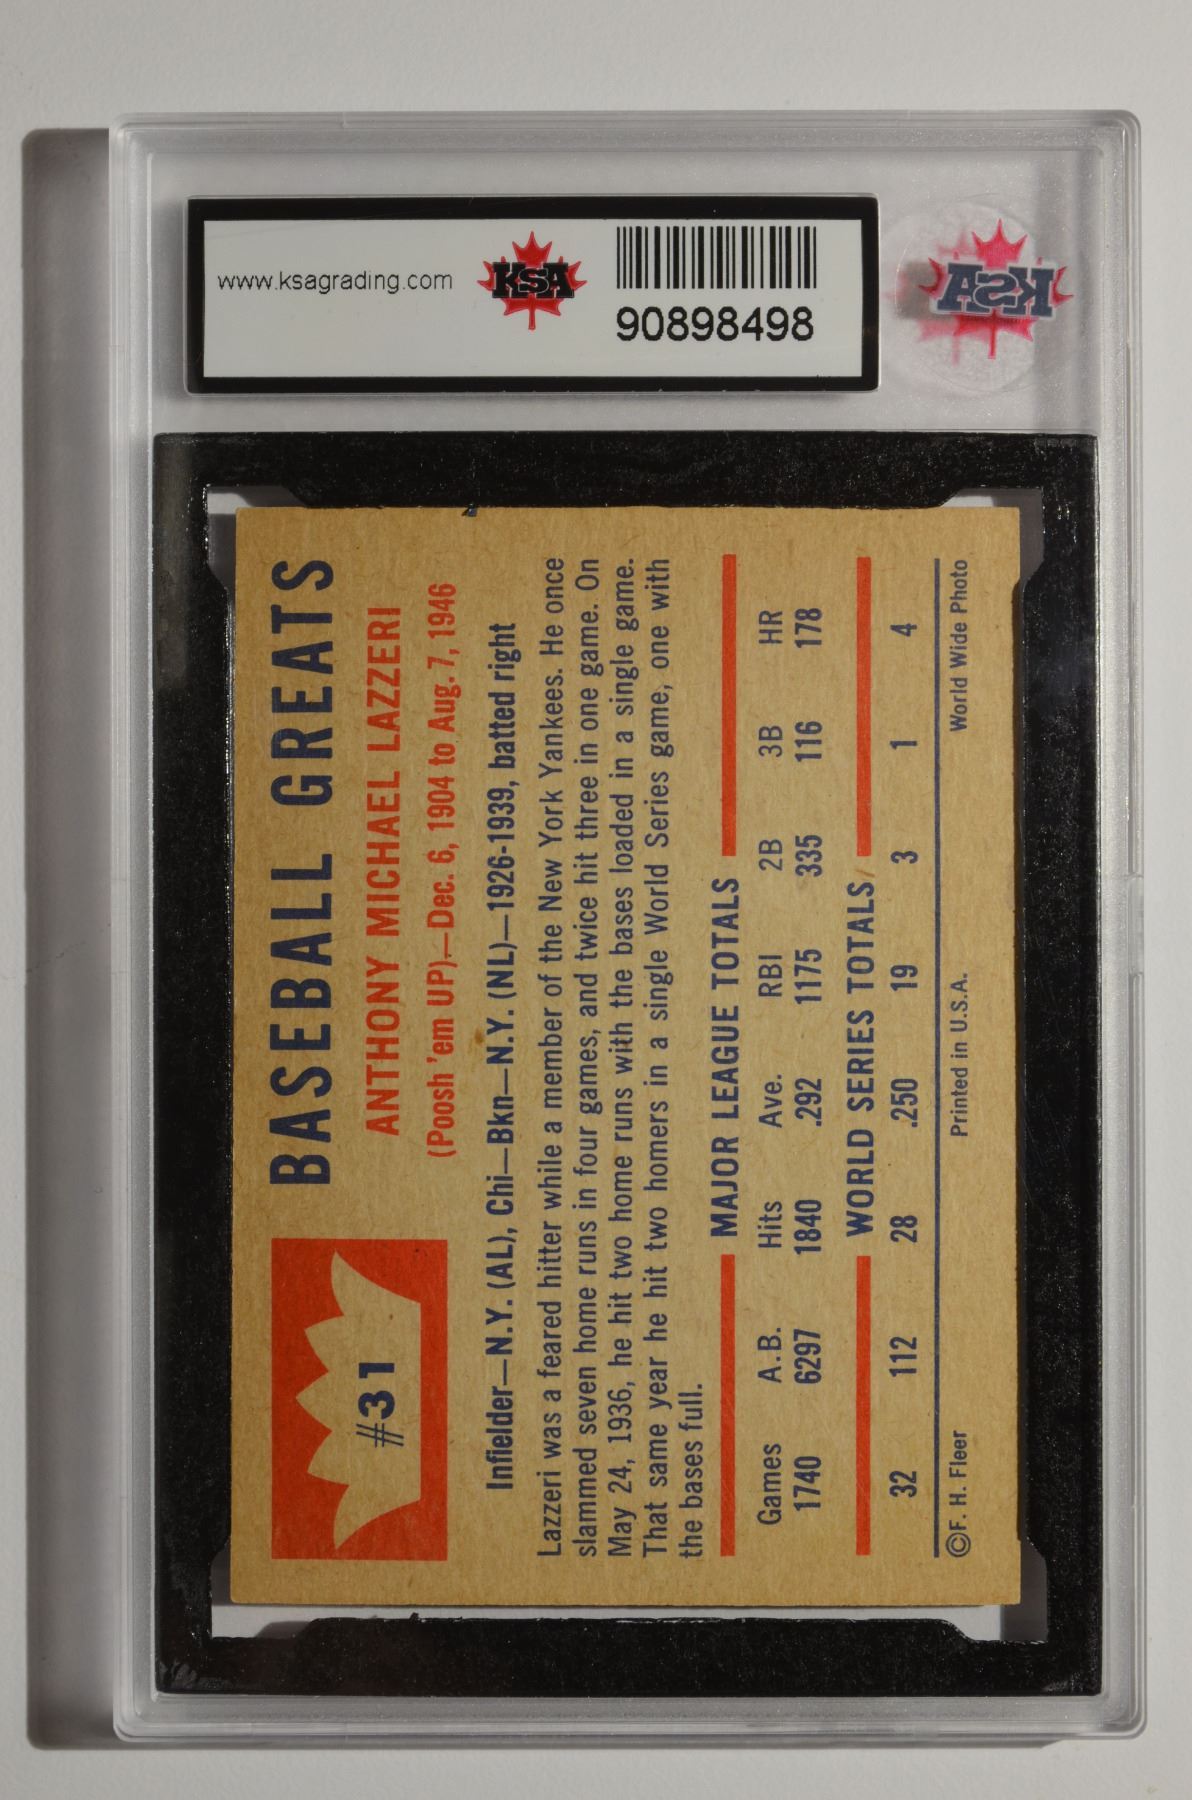 www.ksagrading.com
KSA
90898498
KSA
BASEBALL GREATS
#31
ANTHONY MICHAEL LAZZERI
(Poosh 'em UP)—Dec. 6, 1904 to Aug. 7, 1946
Infielder—N.Y. (AL), Chi—Bkn—N.Y. (NL)—1926-1939, batted right
Lazzeri was a feared hitter while a member of the New York Yankees. He once
slammed seven home runs in four games, and twice hit three in one game. On
May 24, 1936, he hit two home runs with the bases loaded in a single game.
That same year he hit two homers in a single World Series game, one with
the bases full.
MAJOR LEAGUE TOTALS
Games A.B. Hits Ave. RBI 2B 3B HR
1740 6297 1840 .292 1175 335 116 178
WORLD SERIES TOTALS
32 112 28 .250 19 3 1 4
©F. H. Fleer Printed in U.S.A. World Wide Photo